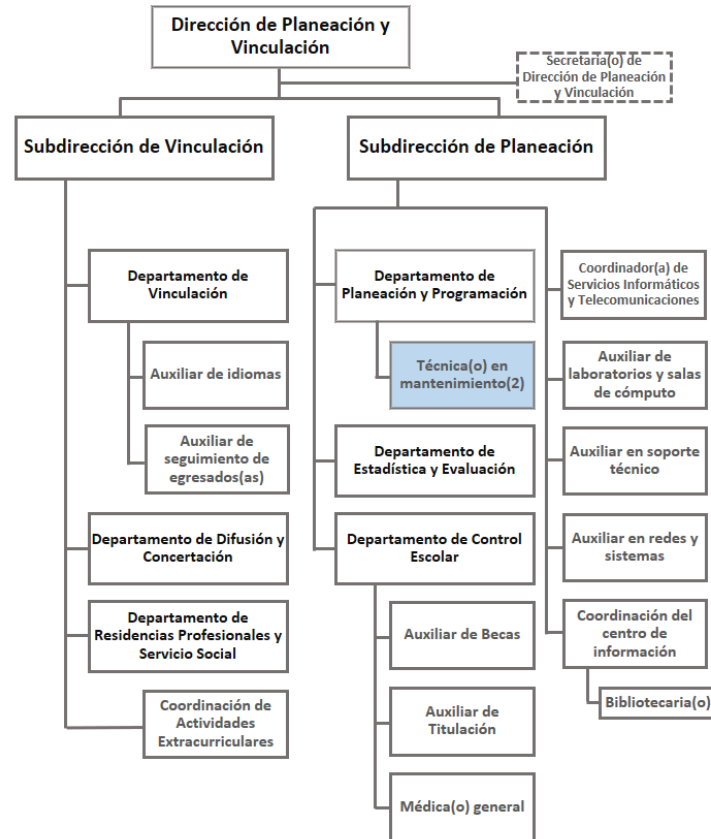 Dirección de Planeación y
Vinculación
Secretaria(o) de
Dirección de Planeación
y Vinculación
Subdirección de Vinculación
Subdirección de Planeación
Departamento de
Vinculación
Auxiliar de idiomas
Auxiliar de
seguimiento de
egresados(as)
Departamento de Difusión y
Concertación
Departamento de
Residencias Profesionales y
Servicio Social
Coordinación de
Actividades
Extracurriculares
Departamento de
Planeación y Programación
Técnica(o) en
mantenimiento(2)
Departamento de
Estadística y Evaluación
Departamento de Control
Escolar
Auxiliar de Becas
Auxiliar de
Titulación
Médica(o) general
Coordinador(a) de
Servicios Informáticos
y Telecomunicaciones
Auxiliar de
laboratorios y salas
de cómputo
Auxiliar en soporte
técnico
Auxiliar en redes y
sistemas
Coordinación del
centro de
información
Bibliotecaria(o)